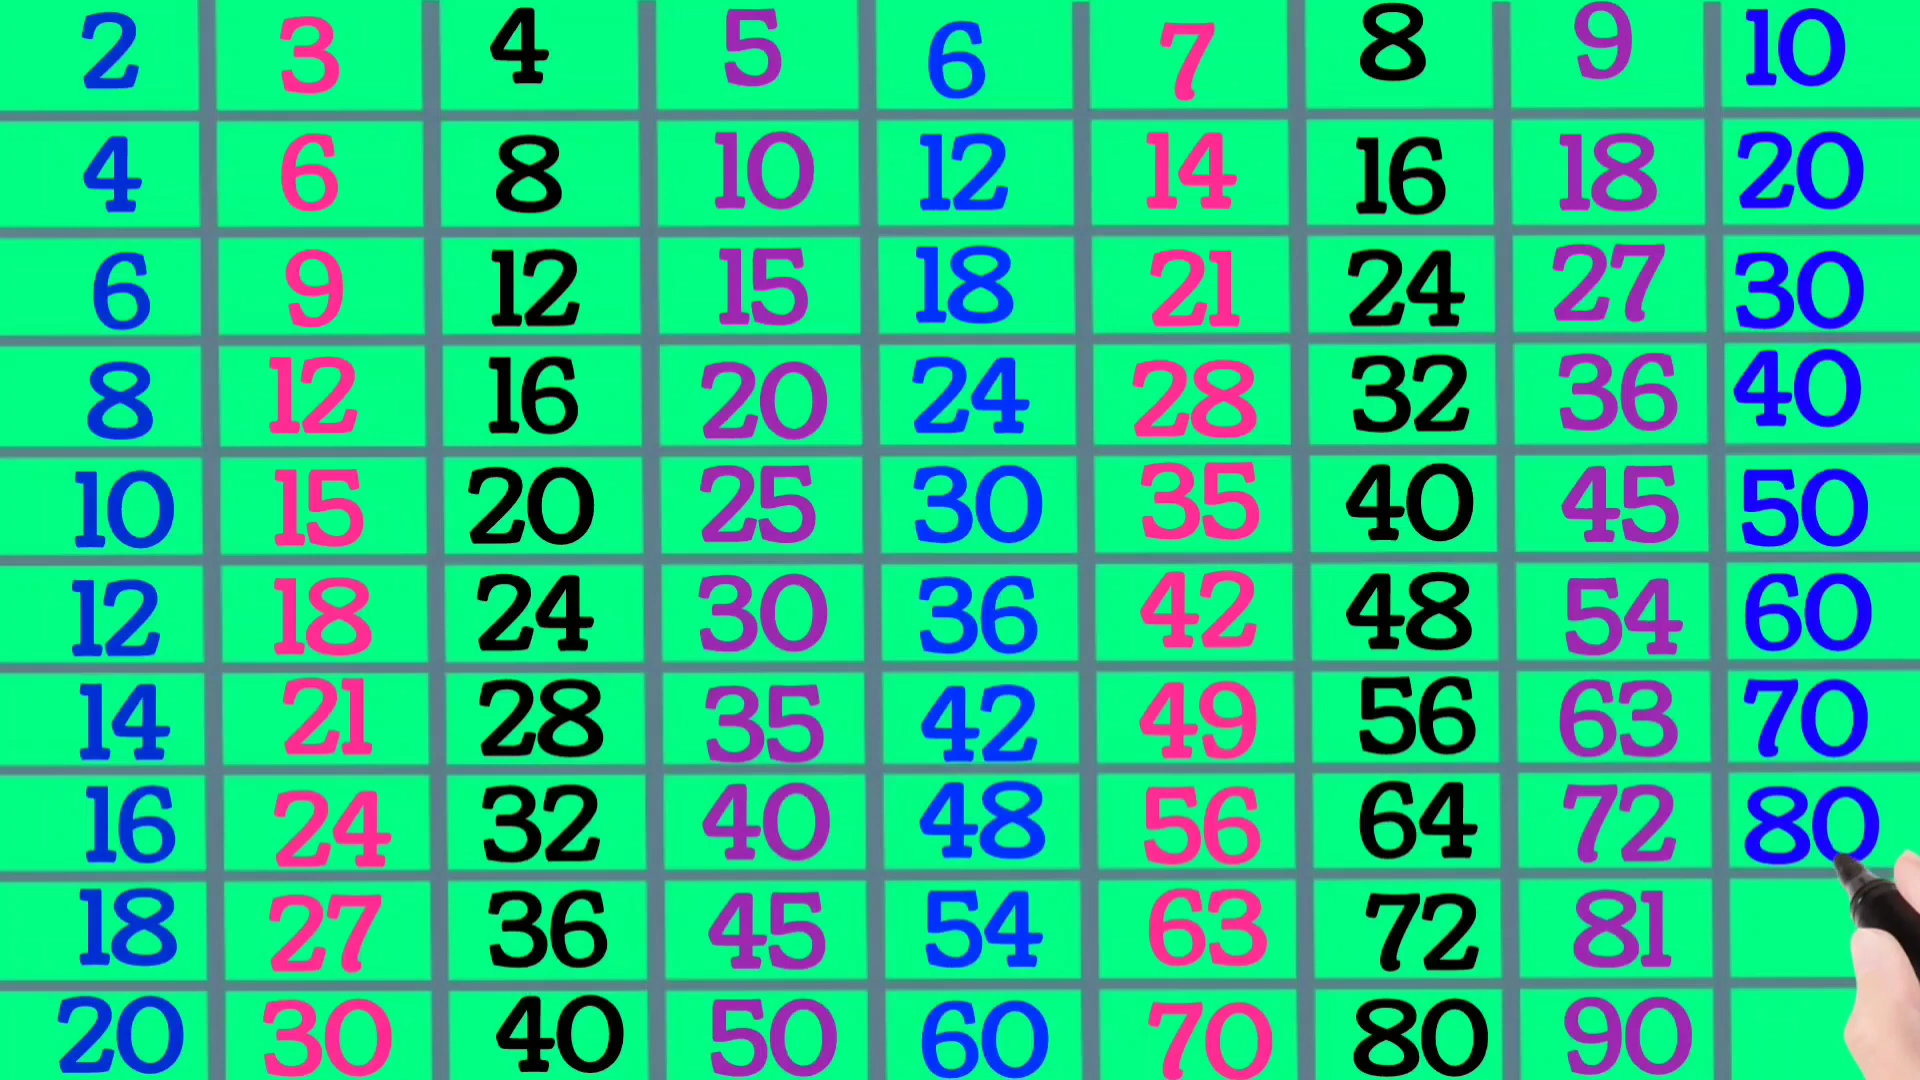 2 3 4 5 6 7 8 9 10
4 6 8 10 12 14 16 18 20
6 9 12 15 18 21 24 27 30
8 12 16 20 24 28 32 36 40
10 15 20 25 30 35 40 45 50
12 18 24 30 36 42 48 54 60
14 21 28 35 42 49 56 63 70
16 24 32 40 48 56 64 72 80
18 27 36 45 54 63 72 81
20 30 40 50 60 70 80 90